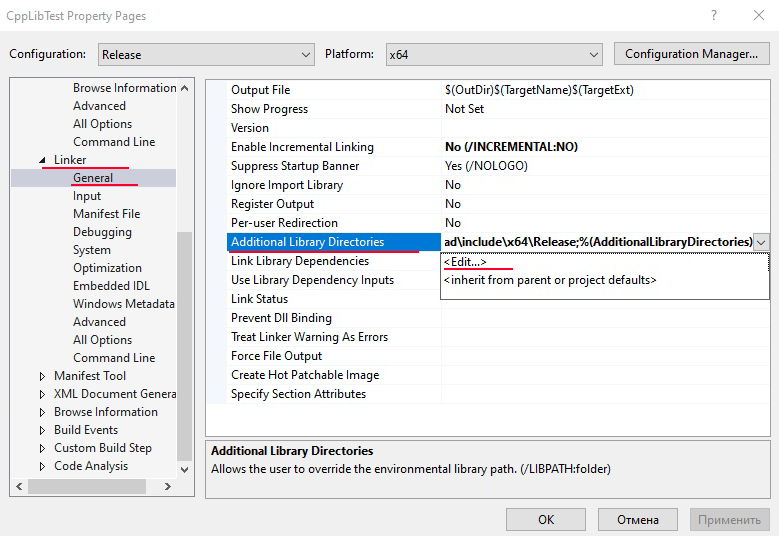 CppLibTest Property Pages
? ×
Configuration: Release Platform: x64 Configuration Manager...
Browse Information
Advanced
All Options
Command Line
Linker
General
Input
Manifest File
Debugging
System
Optimization
Embedded IDL
Windows Metadata
Advanced
All Options
Command Line
Manifest Tool
XML Document Genera
Browse Information
Build Events
Custom Build Step
Code Analysis
Output File $(OutDir)$(TargetName)$(TargetExt)
Show Progress Not Set
Version
Enable Incremental Linking No (/INCREMENTAL:NO)
Suppress Startup Banner Yes (/NOLOGO)
Ignore Import Library No
Register Output No
Per-user Redirection No
Additional Library Directories ad\include\x64\Release;%(AdditionalLibraryDirectories)
Link Library Dependencies <Edit...>
Use Library Dependency Inputs <inherit from parent or project defaults>
Link Status
Prevent Dll Binding
Treat Linker Warning As Errors
Force File Output
Create Hot Patchable Image
Specify Section Attributes
Additional Library Directories
Allows the user to override the environmental library path. (/LIBPATH:folder)
OK Отмена Применить